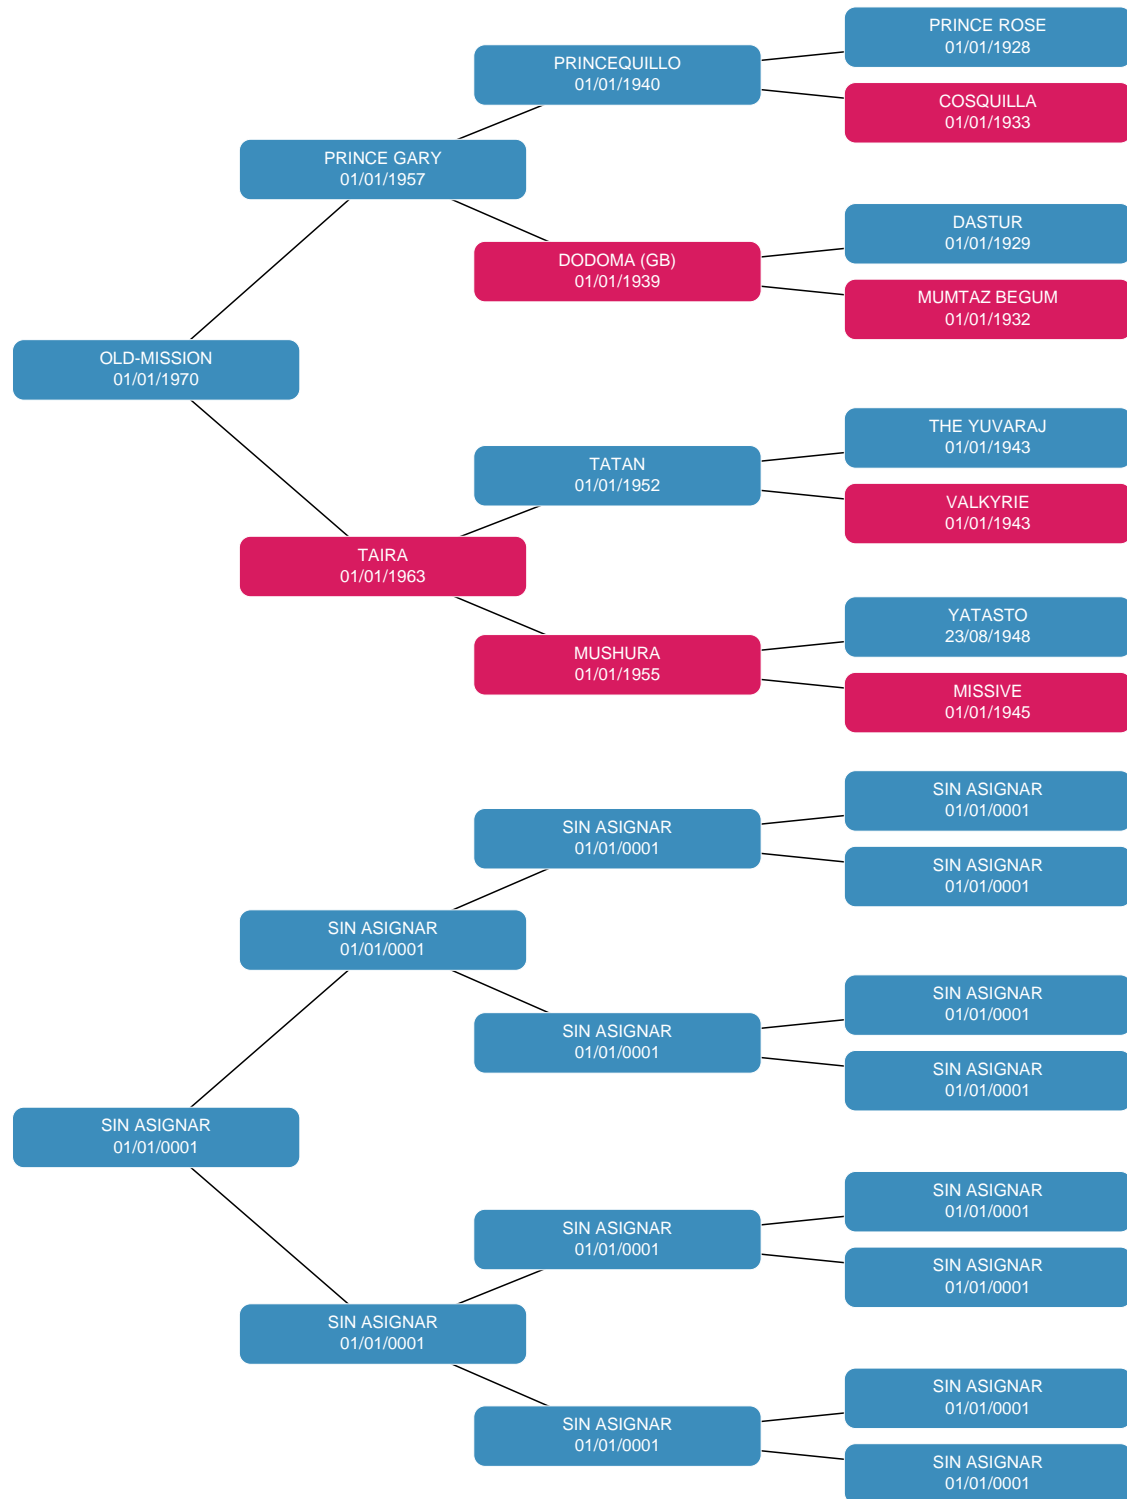 PRINCE ROSE
01/01/1928
PRINCEQUILLO
01/01/1940
COSQUILLA
01/01/1933
PRINCE GARY
01/01/1957
DASTUR
01/01/1929
DODOMA (GB)
01/01/1939
MUMTAZ BEGUM
01/01/1932
OLD-MISSION
01/01/1970
THE YUVARAJ
01/01/1943
TATAN
01/01/1952
VALKYRIE
01/01/1943
TAIRA
01/01/1963
YATASTO
23/08/1948
MUSHURA
01/01/1955
MISSIVE
01/01/1945
SIN ASIGNAR
01/01/0001
SIN ASIGNAR
01/01/0001
SIN ASIGNAR
01/01/0001
SIN ASIGNAR
01/01/0001
SIN ASIGNAR
01/01/0001
SIN ASIGNAR
01/01/0001
SIN ASIGNAR
01/01/0001
SIN ASIGNAR
01/01/0001
SIN ASIGNAR
01/01/0001
SIN ASIGNAR
01/01/0001
SIN ASIGNAR
01/01/0001
SIN ASIGNAR
01/01/0001
SIN ASIGNAR
01/01/0001
SIN ASIGNAR
01/01/0001
SIN ASIGNAR
01/01/0001